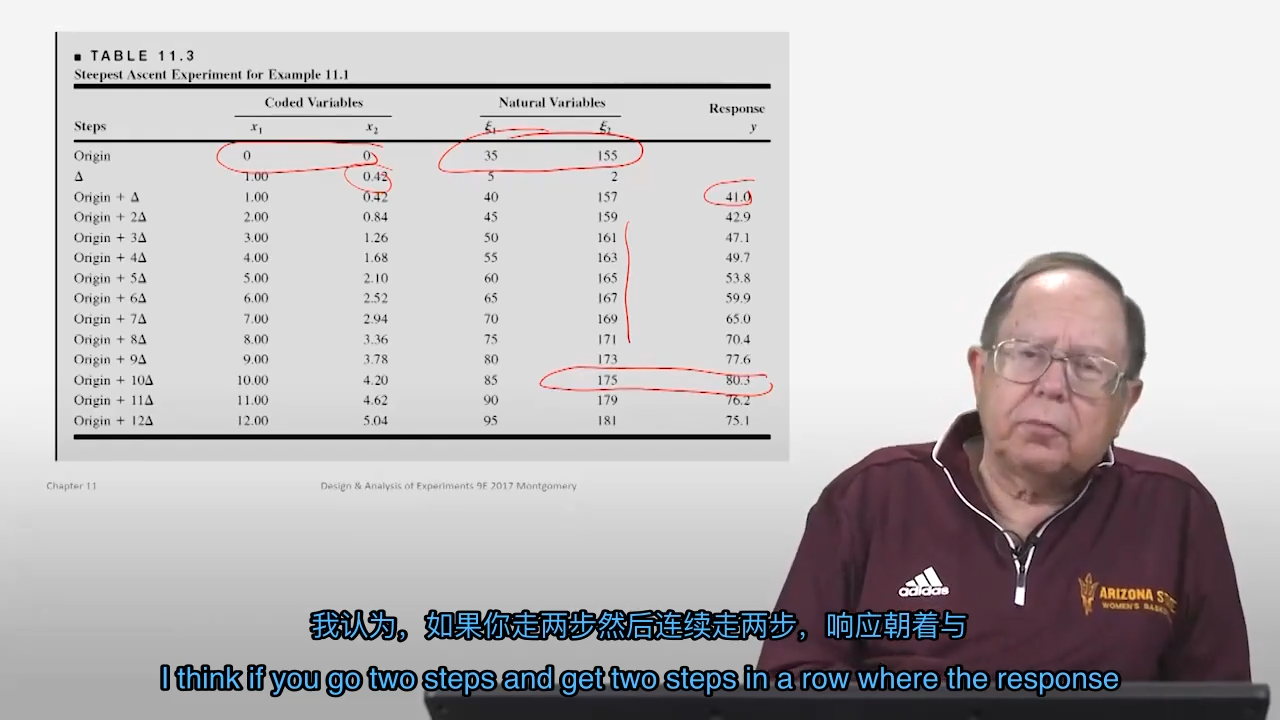 ■ TABLE 11.3
Steepest Ascent Experiment for Example 11.1
Coded Variables Natural Variables Response
Steps x₁ x₂ ξ₁ ξ₂ y
Origin 0 0 35 155
Δ 1.00 0.42 5 2
Origin + Δ 1.00 0.42 40 157 41.0
Origin + 2Δ 2.00 0.84 45 159 42.9
Origin + 3Δ 3.00 1.26 50 161 47.1
Origin + 4Δ 4.00 1.68 55 163 49.7
Origin + 5Δ 5.00 2.10 60 165 53.8
Origin + 6Δ 6.00 2.52 65 167 59.9
Origin + 7Δ 7.00 2.94 70 169 65.0
Origin + 8Δ 8.00 3.36 75 171 70.4
Origin + 9Δ 9.00 3.78 80 173 77.6
Origin + 10Δ 10.00 4.20 85 175 80.3
Origin + 11Δ 11.00 4.62 90 179 76.2
Origin + 12Δ 12.00 5.04 95 181 75.1
Chapter 11 Design & Analysis of Experiments 9E 2017 Montgomery
adidas
ARIZONA
WOMEN'S
我认为，如果你走两步然后连续走两步，响应朝着与
I think if you go two steps and get two steps in a row where the response